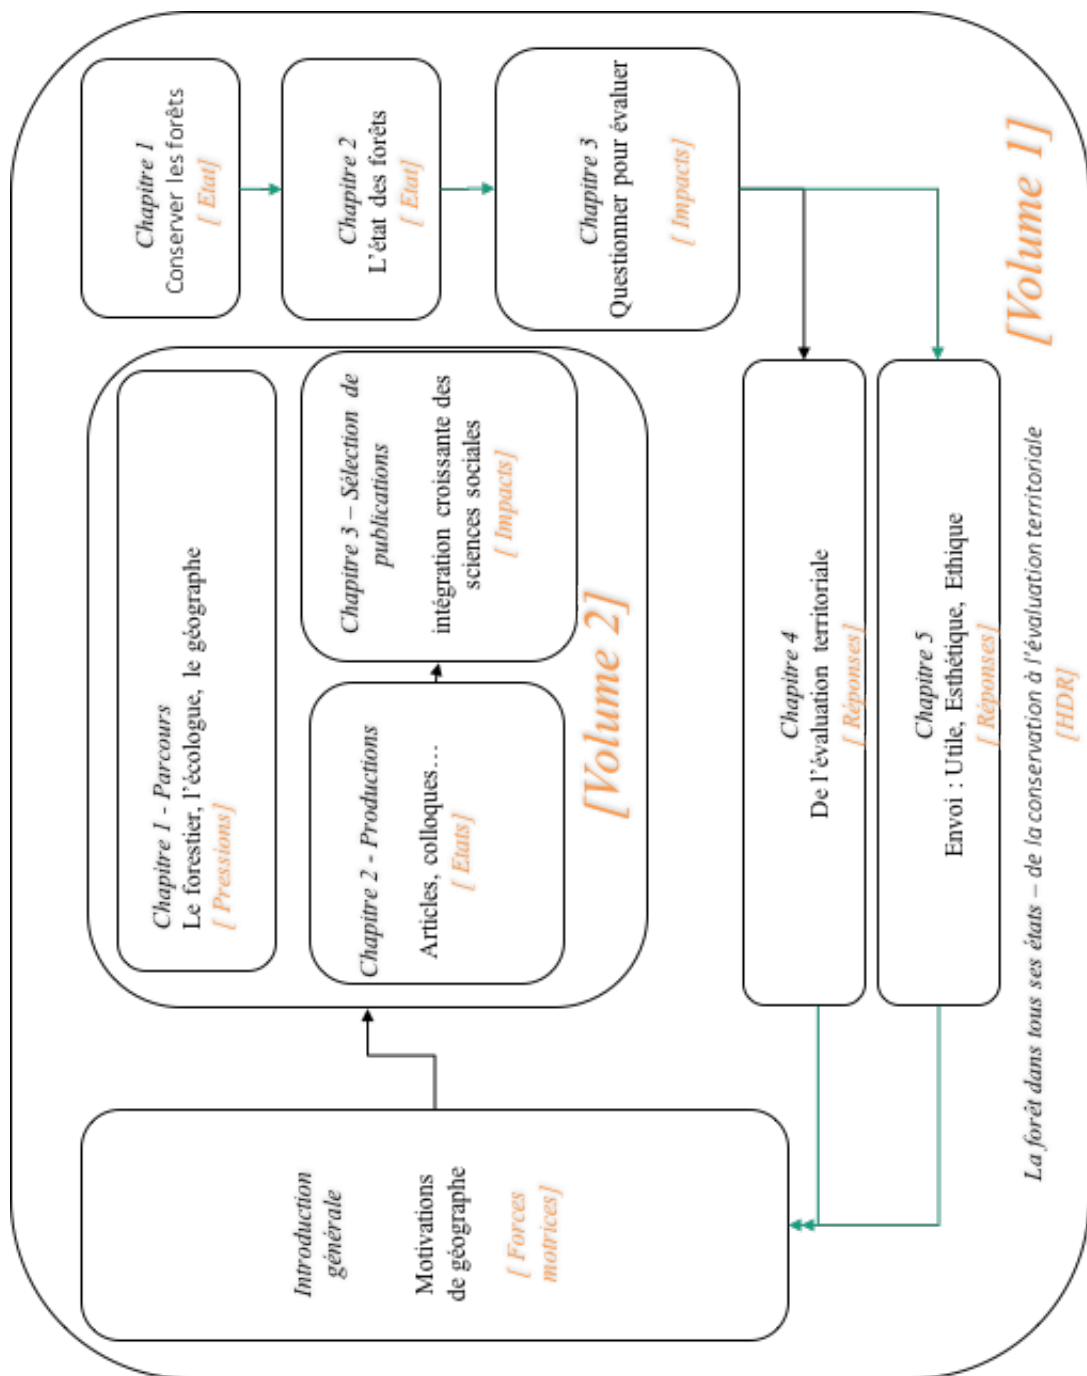 Introduction
générale
Motivations
de géographe
[ Forces
motrices]
Chapitre 1 - Parcours
Le forestier, l'écologue, le géographe
[ Pressions]
Chapitre 2 - Productions
Articles, colloques…
[ Etats]
Chapitre 3 – Sélection de
publications
intégration croissante des
sciences sociales
[ Impacts]
[Volume 2]
Chapitre 1
Conserver les forêts
[ Etat]
Chapitre 2
L'état des forêts
[ Etat]
Chapitre 3
Questionner pour évaluer
[ Impacts]
Chapitre 4
De l'évaluation territoriale
[ Réponses]
Chapitre 5
Envoi : Utile, Esthétique, Ethique
[ Réponses]
[Volume 1]
La forêt dans tous ses états – de la conservation à l'évaluation territoriale
[HDR]